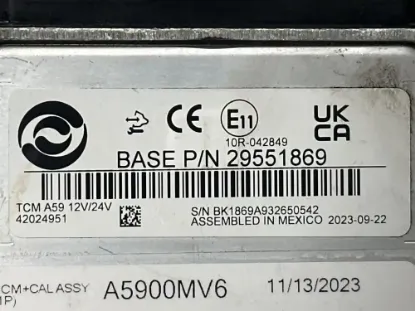 CE E11 UK
10R-042849 CA
BASE P/N 29551869
TCM A59 12V/24V
42024951
S/N BK1869A932650542
ASSEMBLED IN MEXICO 2023-09-22
CM+CAL ASSY A5900MV6 11/13/2023
1P)